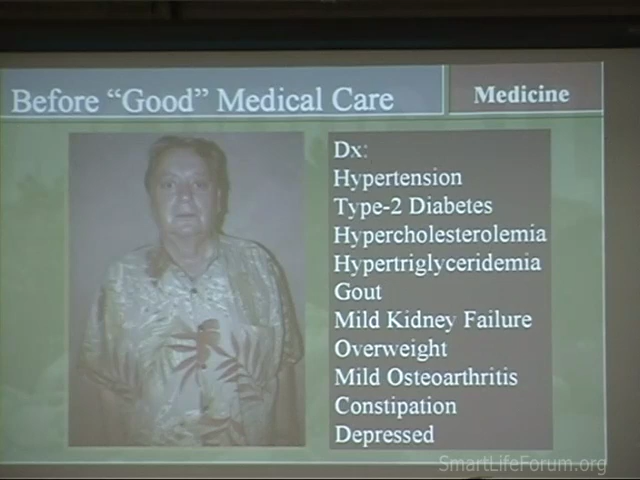 Before “Good” Medical Care
Medicine
Dx:
Hypertension
Type-2 Diabetes
Hypercholesterolemia
Hypertriglyceridemia
Gout
Mild Kidney Failure
Overweight
Mild Osteoarthritis
Constipation
Depressed
SmartLifeForum.org